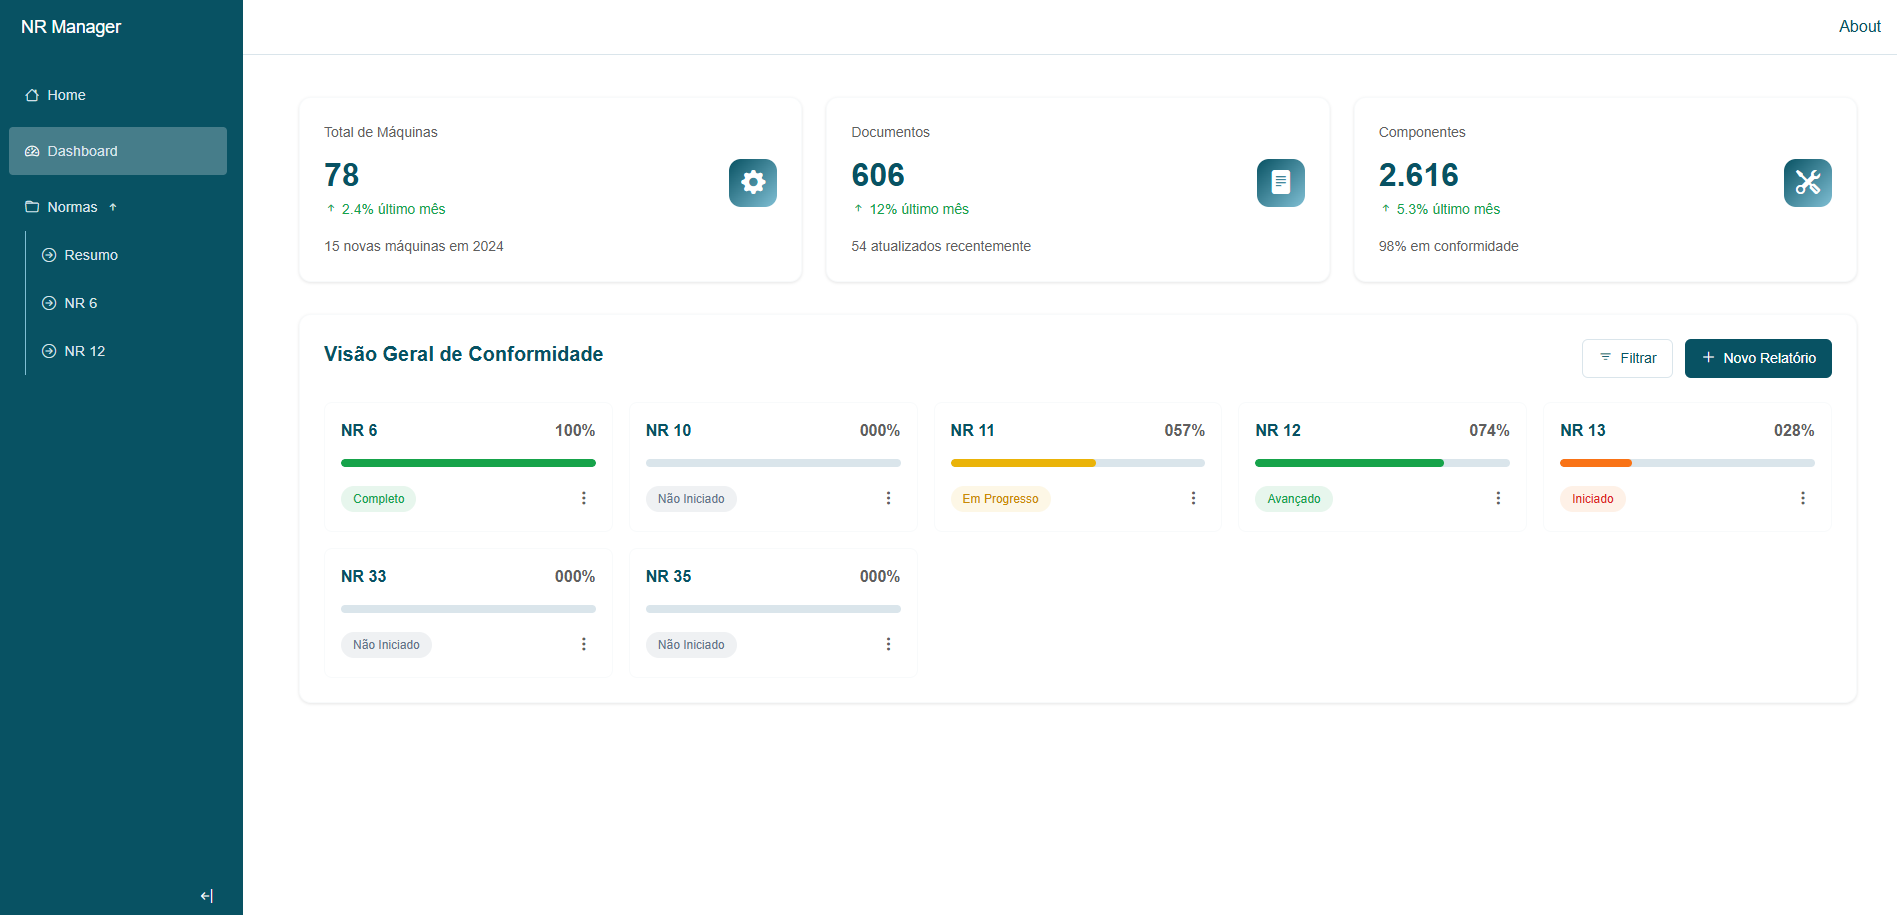 NR Manager
About
Home
Dashboard
Normas
Resumo
NR 6
NR 12
Total de Máquinas
78
2.4% último mês
15 novas máquinas em 2024
Documentos
606
12% último mês
54 atualizados recentemente
Componentes
2.616
5.3% último mês
98% em conformidade
Visão Geral de Conformidade
Filtrar
Novo Relatório
NR 6 100%
Completo
NR 10 000%
Não Iniciado
NR 11 057%
Em Progresso
NR 12 074%
Avançado
NR 13 028%
Iniciado
NR 33 000%
Não Iniciado
NR 35 000%
Não Iniciado